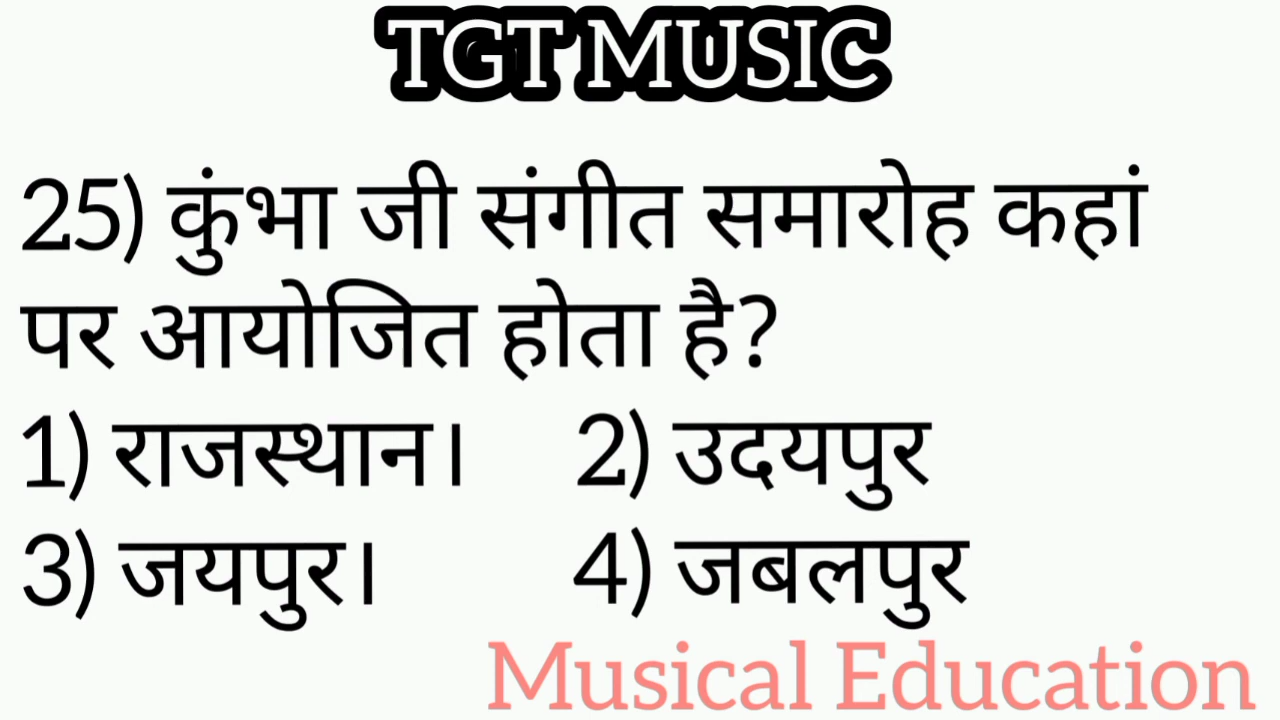 TGT MUSIC
25) कुंभा जी संगीत समारोह कहां
पर आयोजित होता है?
1) राजस्थान। 2) उदयपुर
3) जयपुर। 4) जबलपुर
Musical Education